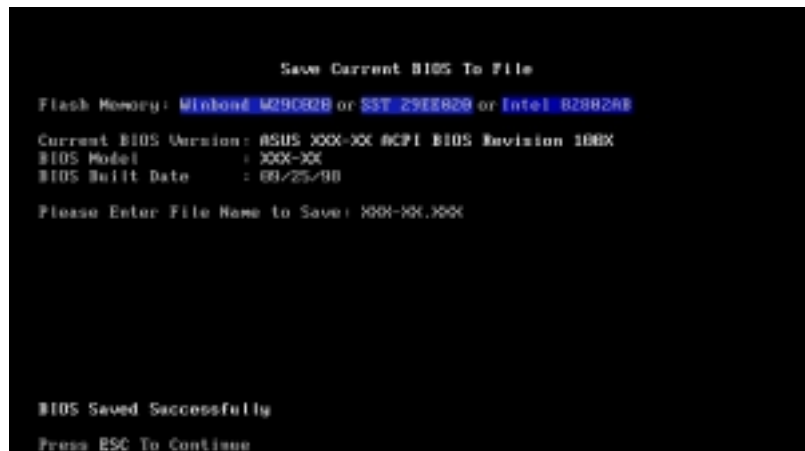 Save Current BIOS To File
Flash Memory: Winbond W29C020 or SST 29EE020 or Intel 82802AB
Current BIOS Version: ASUS XXX-XX ACPI BIOS Revision 100X
BIOS Model : XXX-XX
BIOS Built Date : 09/25/98
Please Enter File Name to Save: XXX-XX.XXX
BIOS Saved Successfully
Press ESC To Continue